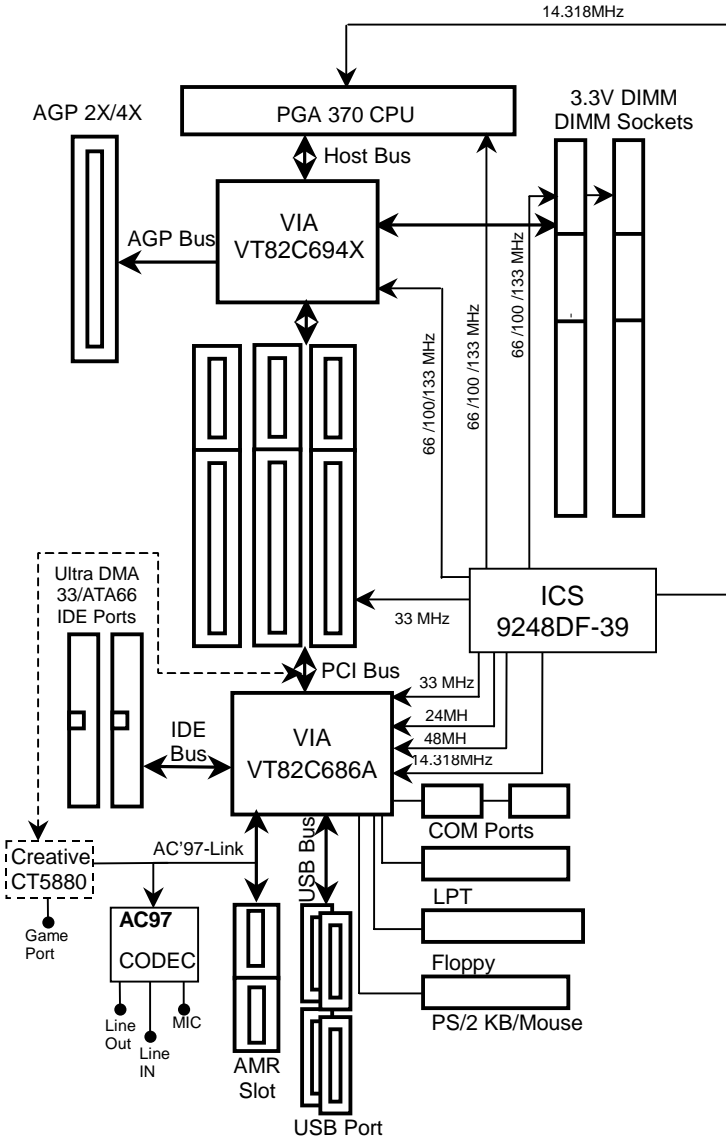 14.318MHz
AGP 2X/4X
PGA 370 CPU
3.3V DIMM
DIMM Sockets
Host Bus
VIA
VT82C694X
AGP Bus
66 /100/133 MHz
66 /100 /133 MHz
66 /100 /133 MHz
Ultra DMA
33/ATA66
IDE Ports
ICS
9248DF-39
33 MHz
PCI Bus
33 MHz
24MH
48MH
14.318MHz
IDE
Bus
VIA
VT82C686A
COM Ports
AC'97-Link
USB Bus
Creative
CT5880
LPT
Game
Port
AC97
CODEC
Floppy
Line
Out
Line
IN
MIC
PS/2 KB/Mouse
AMR
Slot
USB Port